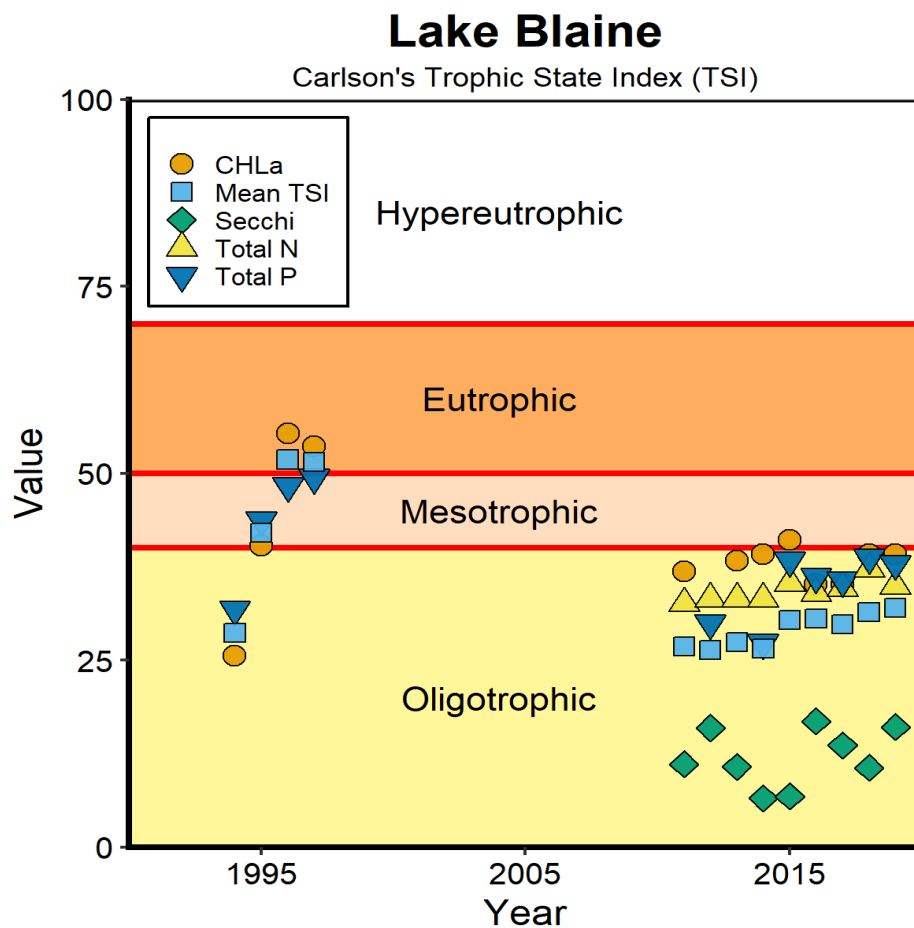 Lake Blaine
Carlson's Trophic State Index (TSI)
100
CHLa
Mean TSI
Secchi
Total N
Total P
Hypereutrophic
75
Eutrophic
Value
50
Mesotrophic
25
Oligotrophic
0
1995
2005
2015
Year